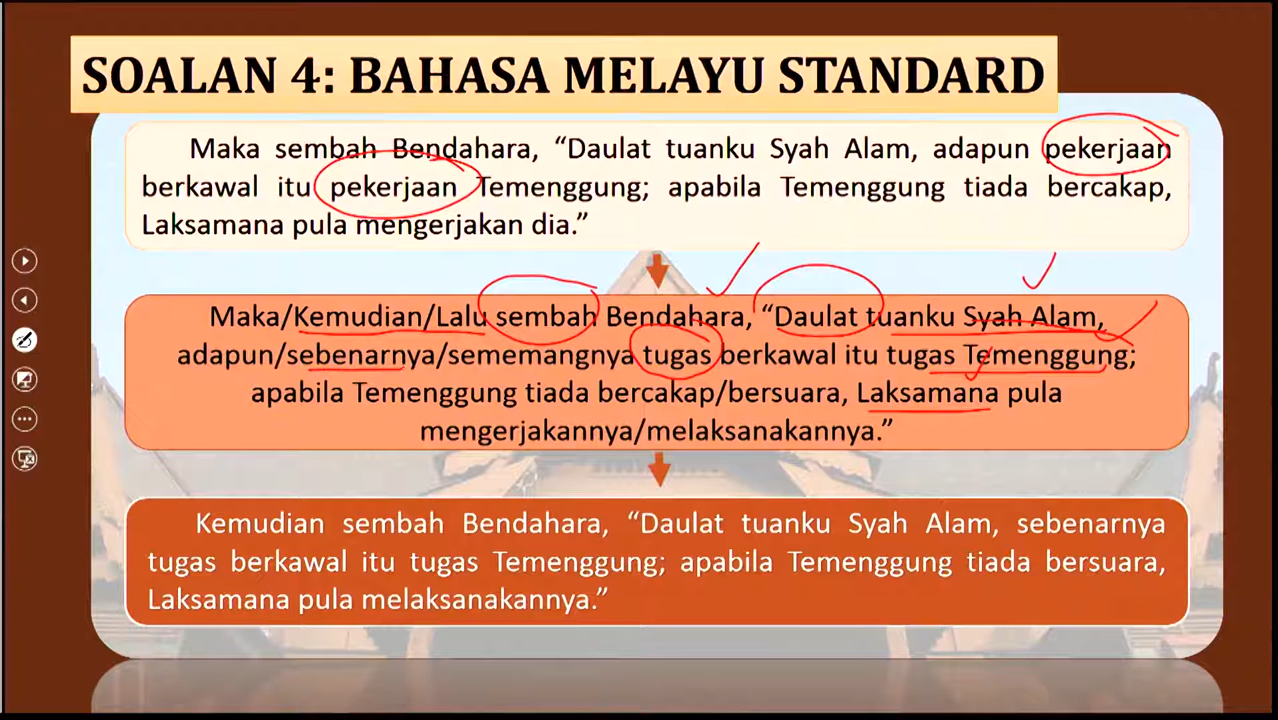 SOALAN 4: BAHASA MELAYU STANDARD
Maka sembah Bendahara, “Daulat tuanku Syah Alam, adapun pekerjaan
berkawal itu pekerjaan Temenggung; apabila Temenggung tiada bercakap,
Laksamana pula mengerjakan dia.”
Maka/Kemudian/Lalu sembah Bendahara, “Daulat tuanku Syah Alam,
adapun/sebenarnya/sememangnya tugas berkawal itu tugas Temenggung;
apabila Temenggung tiada bercakap/bersuara, Laksamana pula
mengerjakannya/melaksanakannya.”
Kemudian sembah Bendahara, “Daulat tuanku Syah Alam, sebenarnya
tugas berkawal itu tugas Temenggung; apabila Temenggung tiada bersuara,
Laksamana pula melaksanakannya.”